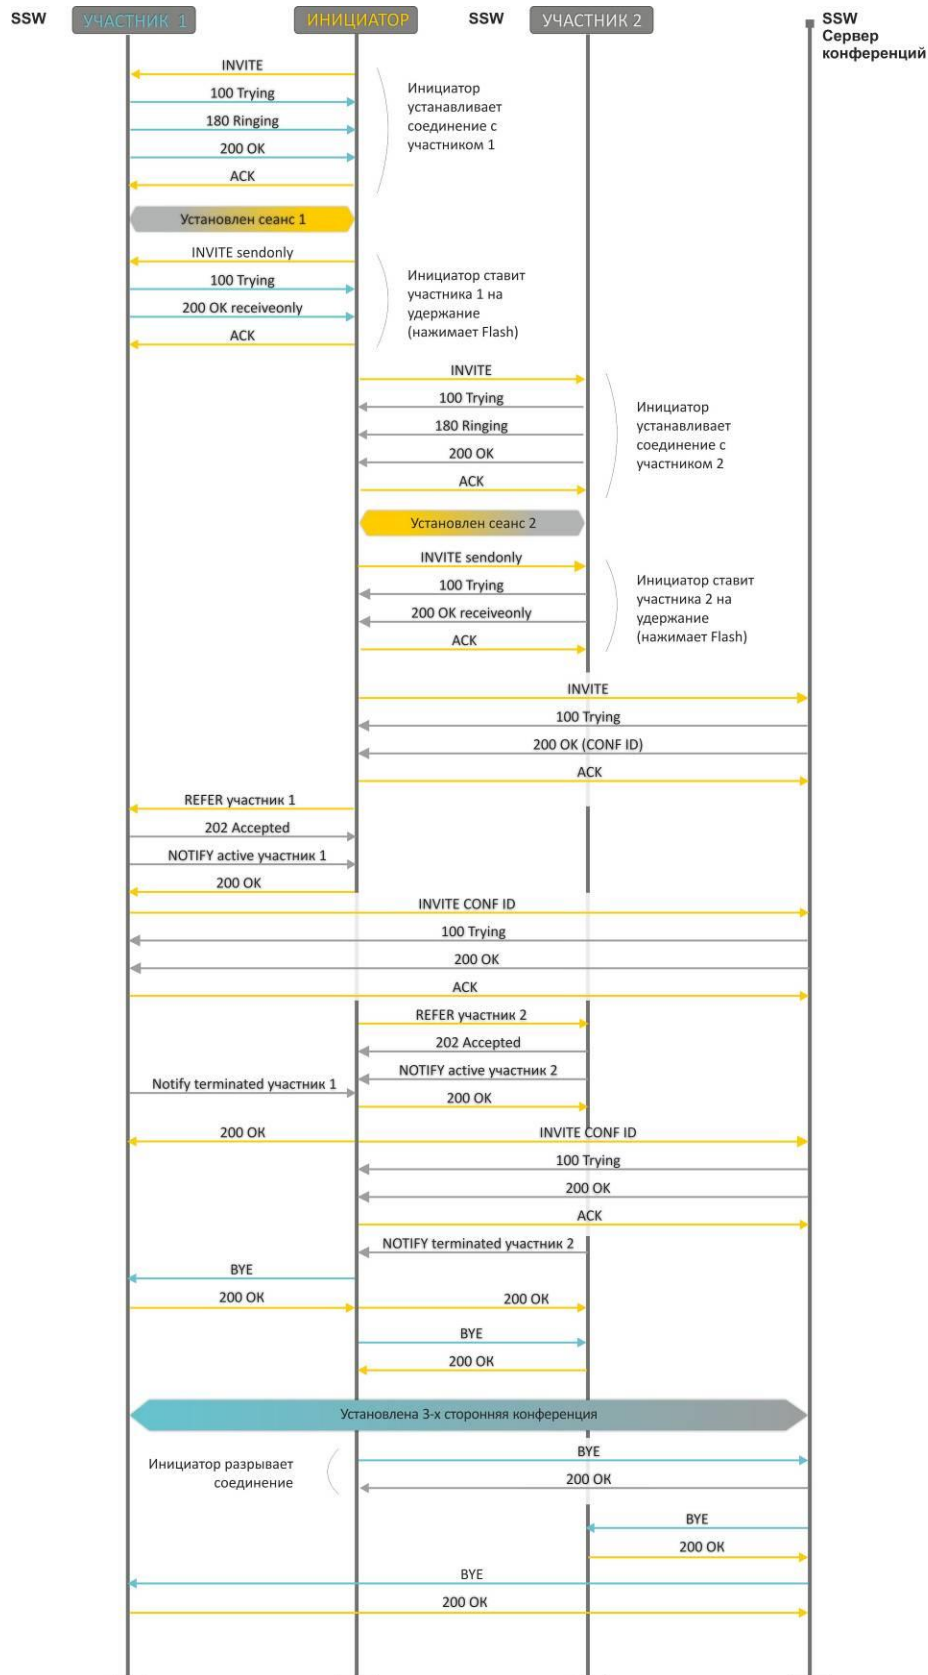 SSW
УЧАСТНИК 1
ИНИЦИАТОР
SSW
УЧАСТНИК 2
SSW
Сервер
конференций
INVITE
100 Trying
180 Ringing
200 OK
ACK
Инициатор
устанавливает
соединение с
участником 1
Установлен сеанс 1
INVITE sendonly
100 Trying
200 OK receiveonly
ACK
Инициатор ставит
участника 1 на
удержание
(нажимает Flash)
INVITE
100 Trying
180 Ringing
200 OK
ACK
Инициатор
устанавливает
соединение с
участником 2
Установлен сеанс 2
INVITE sendonly
100 Trying
200 OK receiveonly
ACK
Инициатор ставит
участника 2 на
удержание
(нажимает Flash)
INVITE
100 Trying
200 OK (CONF ID)
ACK
REFER участник 1
202 Accepted
NOTIFY active участник 1
200 OK
INVITE CONF ID
100 Trying
200 OK
ACK
REFER участник 2
202 Accepted
NOTIFY active участник 2
Notify terminated участник 1
200 OK
200 OK
INVITE CONF ID
100 Trying
200 OK
ACK
NOTIFY terminated участник 2
BYE
200 OK
200 OK
BYE
200 OK
Установлена 3-х сторонняя конференция
Инициатор разрывает
соединение
BYE
200 OK
BYE
200 OK
BYE
200 OK